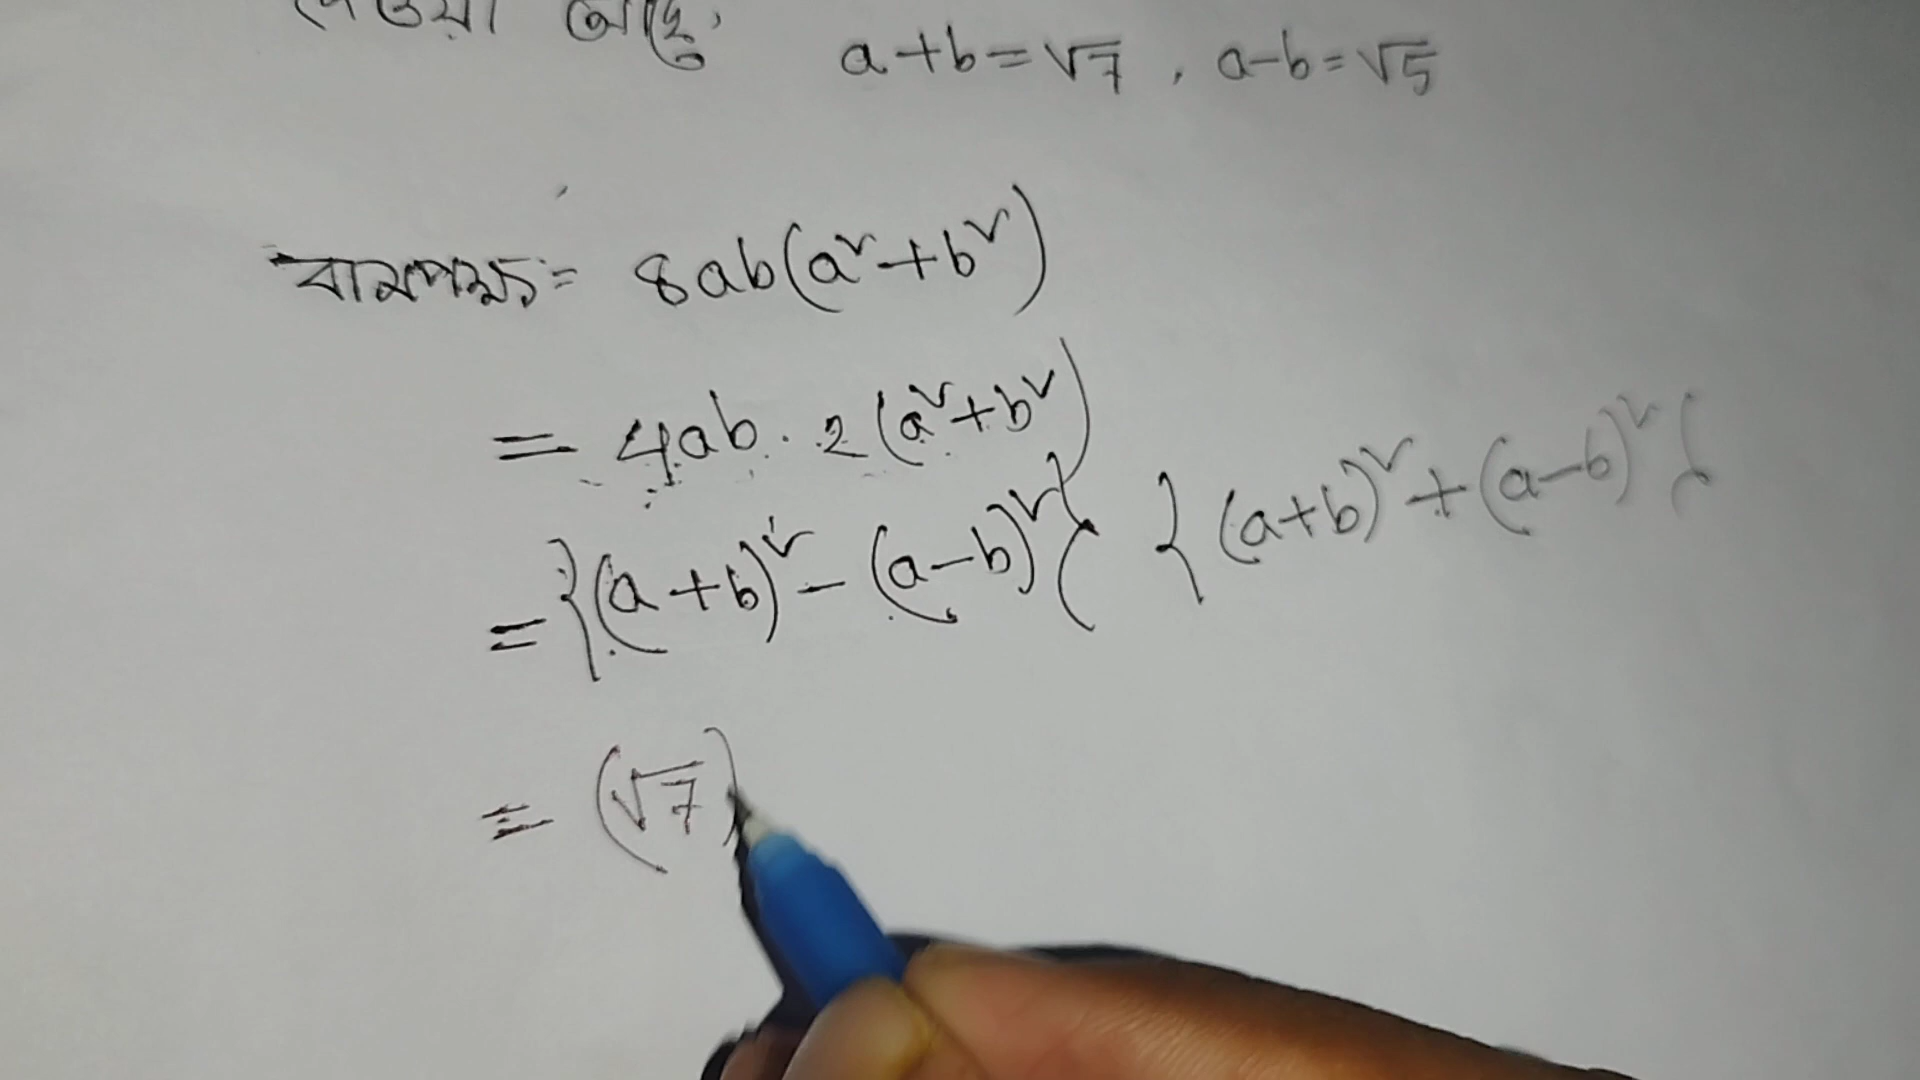 দেওয়া আছে, a+b=√7, a-b=√5
বামপক্ষ = 8ab(a²+b²)
= 4ab. 2(a²+b²)
= {(a+b)² - (a-b)²} {(a+b)² + (a-b)²}
= (√7)